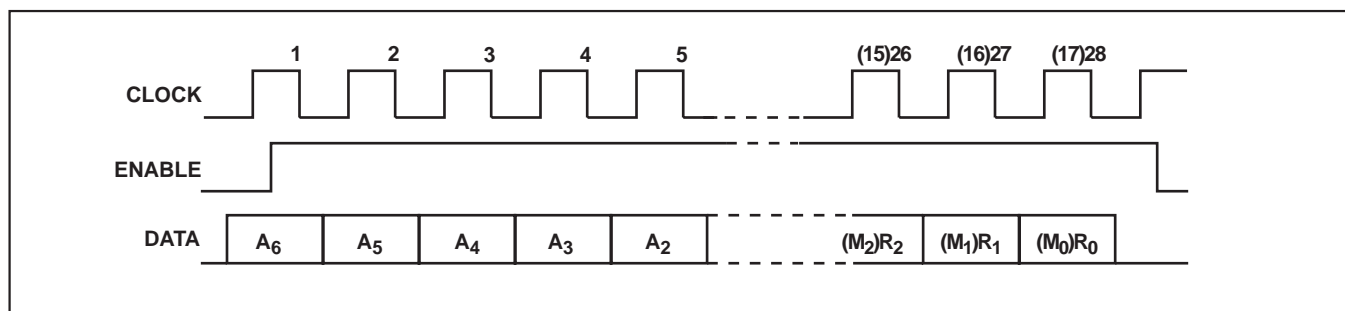 1 2 3 4 5 (15)26 (16)27 (17)28
CLOCK
ENABLE
DATA A6 A5 A4 A3 A2 (M2)R2 (M1)R1 (M0)R0